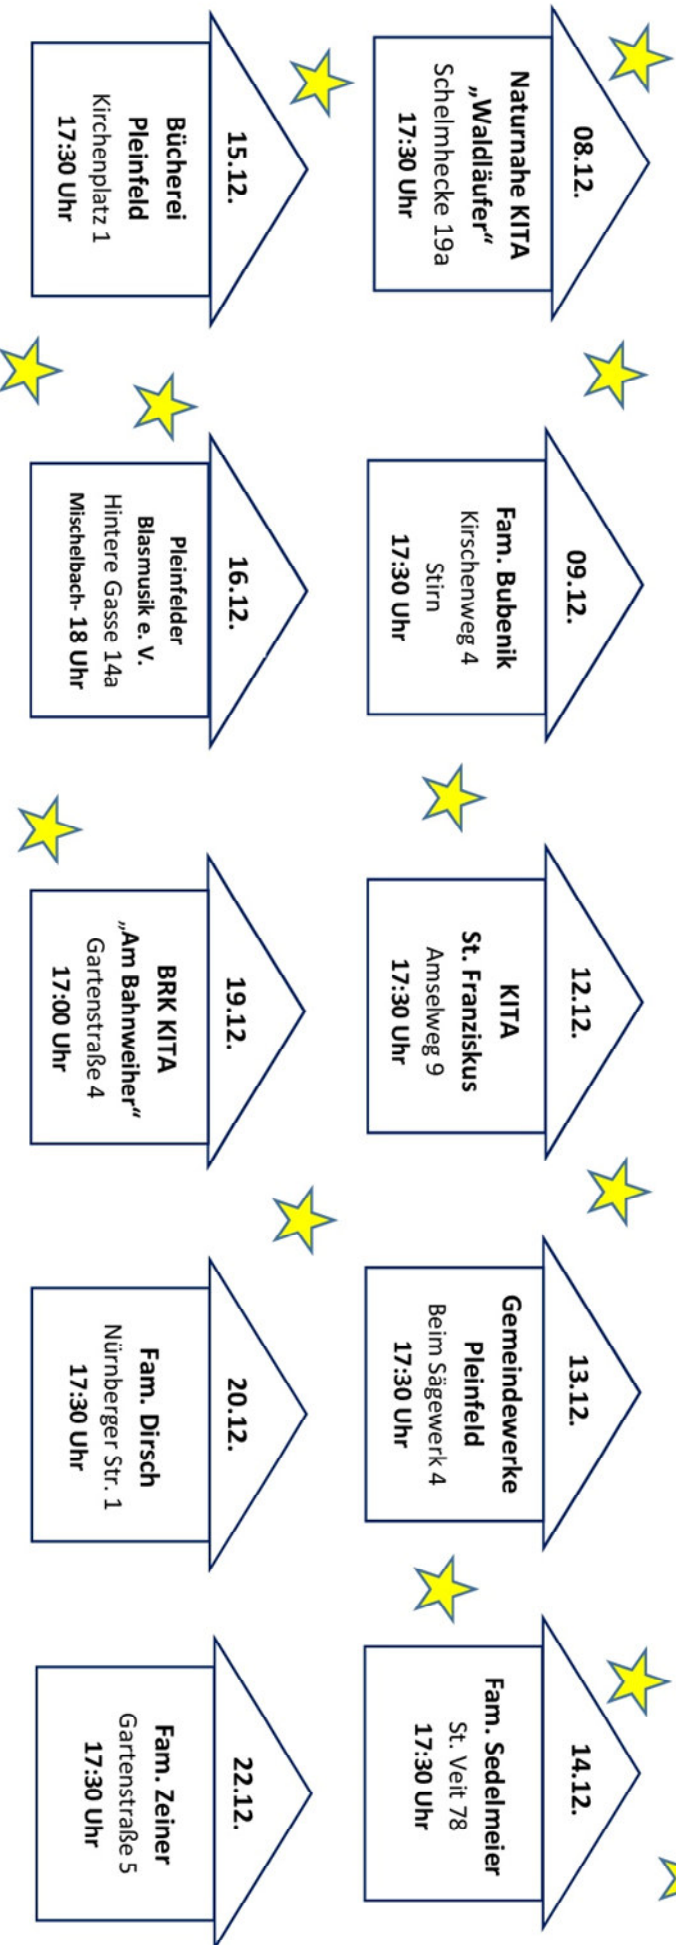 08.12.
Naturnahe KITA
„Waldläufer“
Schelmhecke 19a
17:30 Uhr
09.12.
Fam. Bubenik
Kirschenweg 4
Stirn
17:30 Uhr
12.12.
KITA
St. Franziskus
Amselweg 9
17:30 Uhr
13.12.
Gemeindewerke
Pleinfeld
Beim Sägewerk 4
17:30 Uhr
14.12.
Fam. Sedelmeier
St. Veit 78
17:30 Uhr
15.12.
Bücherei
Pleinfeld
Kirchenplatz 1
17:30 Uhr
16.12.
Pleinfelder
Blasmusik e. V.
Hintere Gasse 14a
Mischelbach- 18 Uhr
19.12.
BRK KITA
„Am Bahnweiher“
Gartenstraße 4
17:00 Uhr
20.12.
Fam. Dirsch
Nürnberger Str. 1
17:30 Uhr
22.12.
Fam. Zeiner
Gartenstraße 5
17:30 Uhr